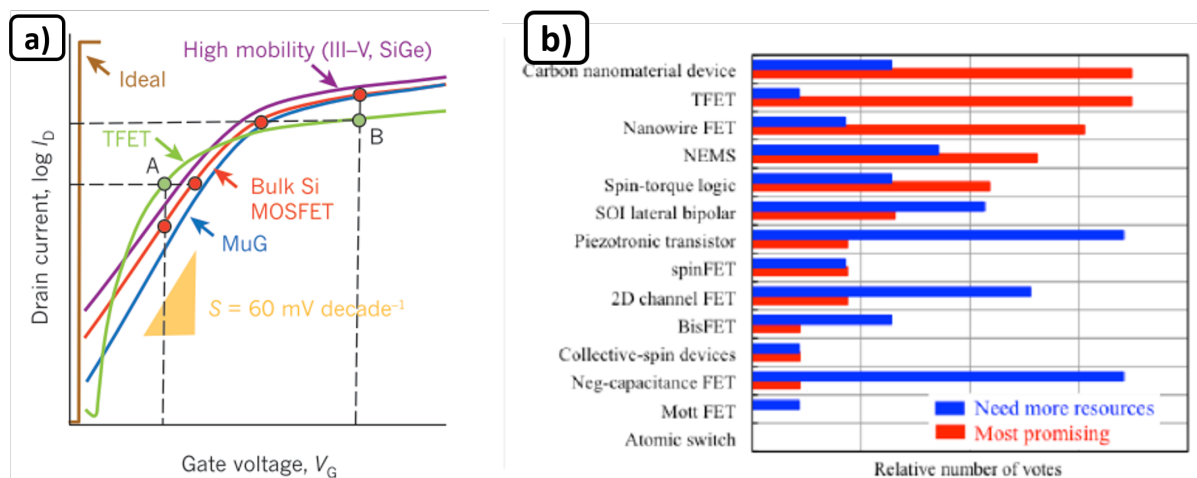 a)
High mobility (III–V, SiGe)
Ideal
TFET
A
B
Bulk Si
MOSFET
MuG
S = 60 mV decade⁻¹
Drain current, log I_D
Gate voltage, V_G
b)
Carbon nanomaterial device
TFET
Nanowire FET
NEMS
Spin-torque logic
SOI lateral bipolar
Piezotronic transistor
spinFET
2D channel FET
BisFET
Collective-spin devices
Neg-capacitance FET
Mott FET
Atomic switch
Need more resources
Most promising
Relative number of votes